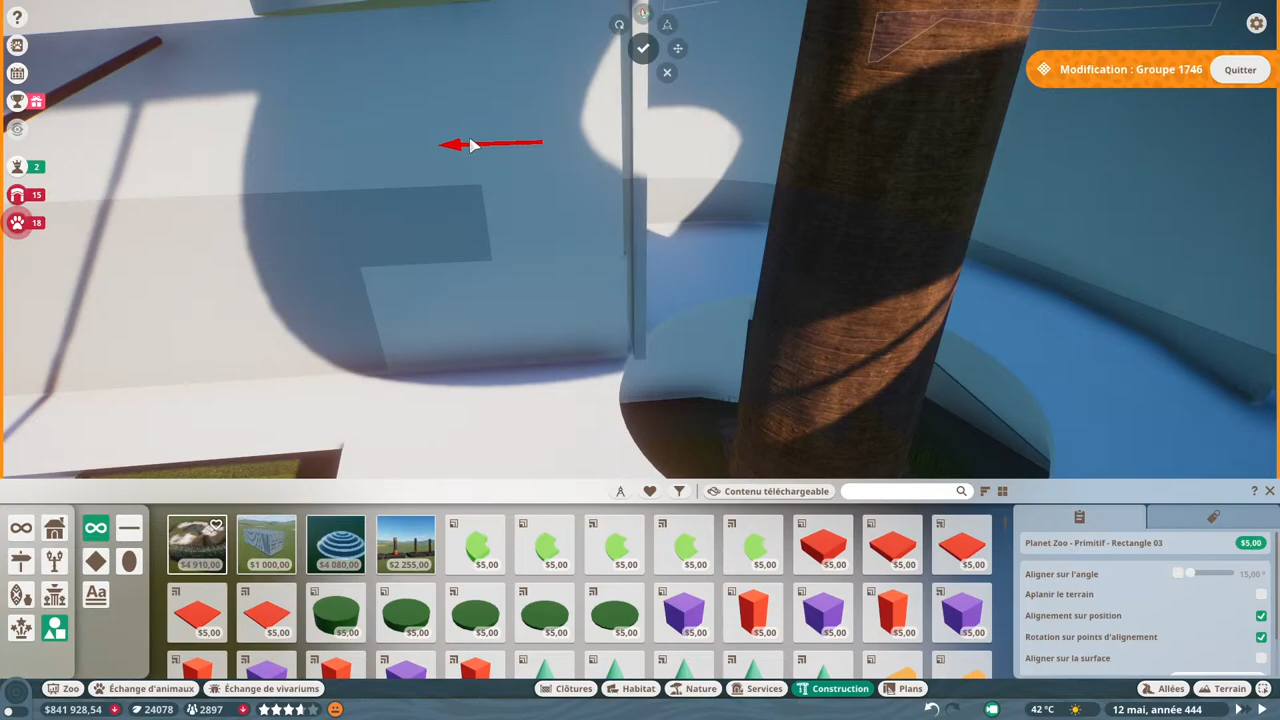 ?
Modification : Groupe 1746
Quitter
2
15
18
Contenu téléchargeable
?
$4 910,00
$1 000,00
$4 080,00
$2 255,00
$5,00
$5,00
$5,00
$5,00
$5,00
$5,00
$5,00
$5,00
Aa
$5,00
$5,00
$5,00
$5,00
$5,00
$5,00
$5,00
$5,00
$5,00
$5,00
$5,00
$5,00
Planet Zoo - Primitif - Rectangle 03
$5,00
Aligner sur l'angle
15,00 °
Aplanir le terrain
Alignement sur position
Rotation sur points d'alignement
Aligner sur la surface
Zoo
Échange d'animaux
Échange de vivariums
Clôtures
Habitat
Nature
Services
Construction
Plans
Allées
Terrain
$841 928,54
24078
2897
42 °C
12 mai, année 444